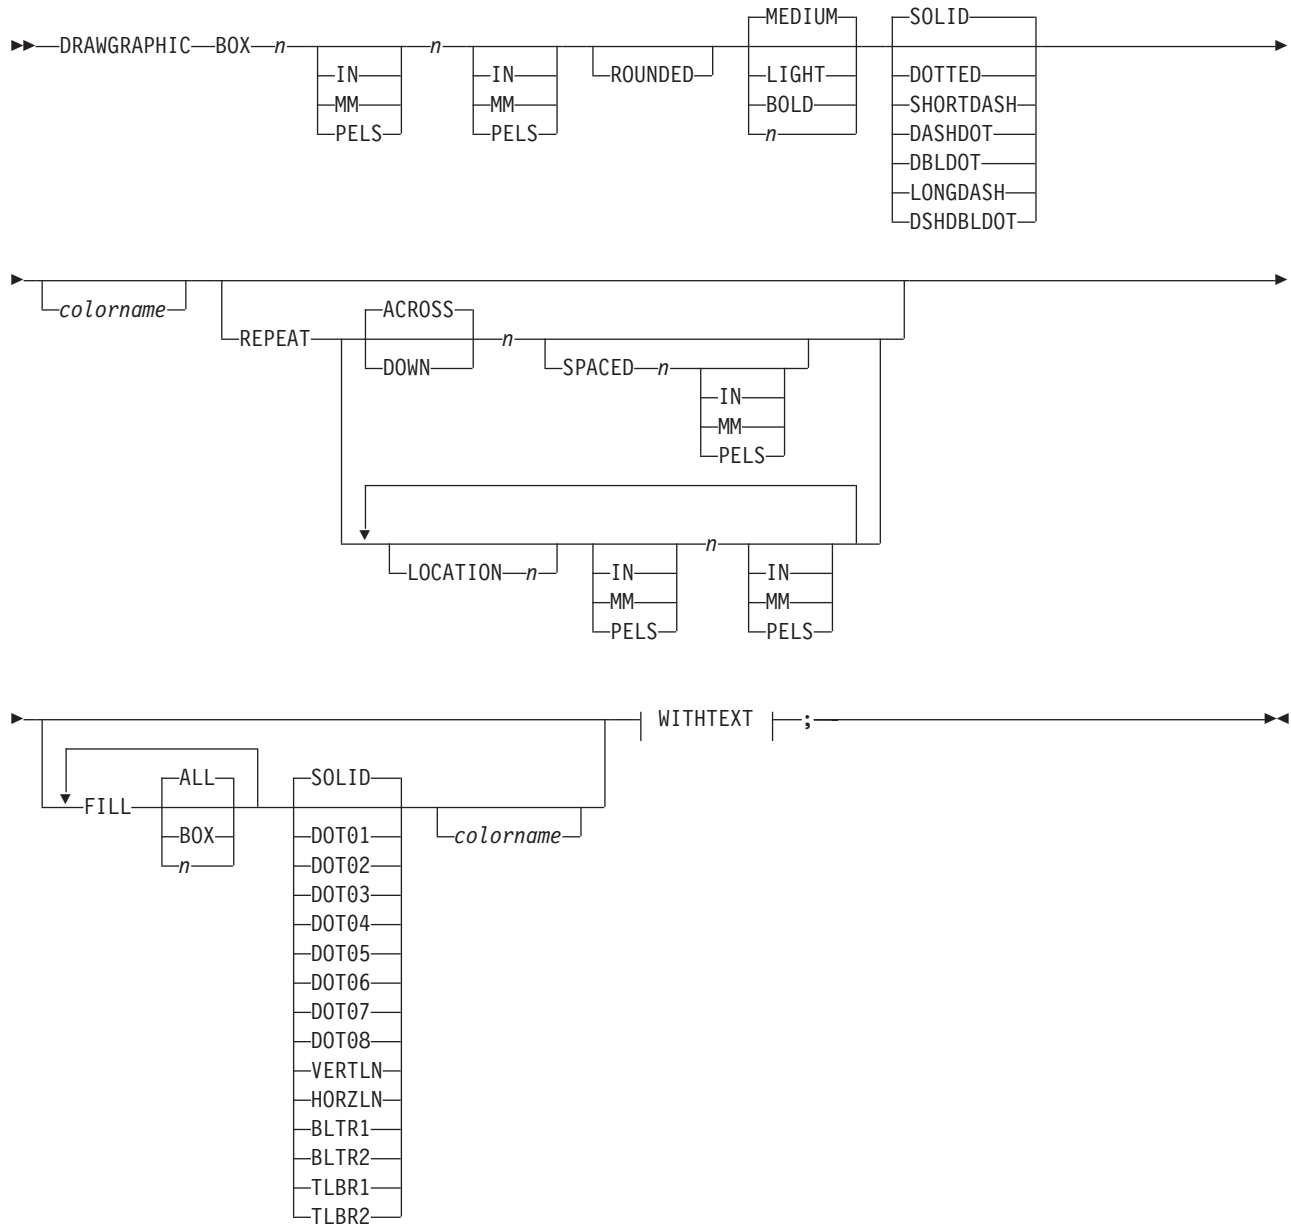 MEDIUM SOLID
DRAWGRAPHIC BOX n n
IN IN ROUNDED LIGHT DOTTED
MM MM BOLD SHORTDASH
PELS PELS n DASHDOT
DBLDOT
LONGDASH
DSHDBLDOT
colorname ACROSS
REPEAT n
DOWN SPACED n
IN
MM
PELS
n
LOCATION n IN IN
MM MM
PELS PELS
WITHTEXT ;
ALL SOLID
FILL
BOX DOT01 colorname
n DOT02
DOT03
DOT04
DOT05
DOT06
DOT07
DOT08
VERTLN
HORZLN
BLTR1
BLTR2
TLBR1
TLBR2